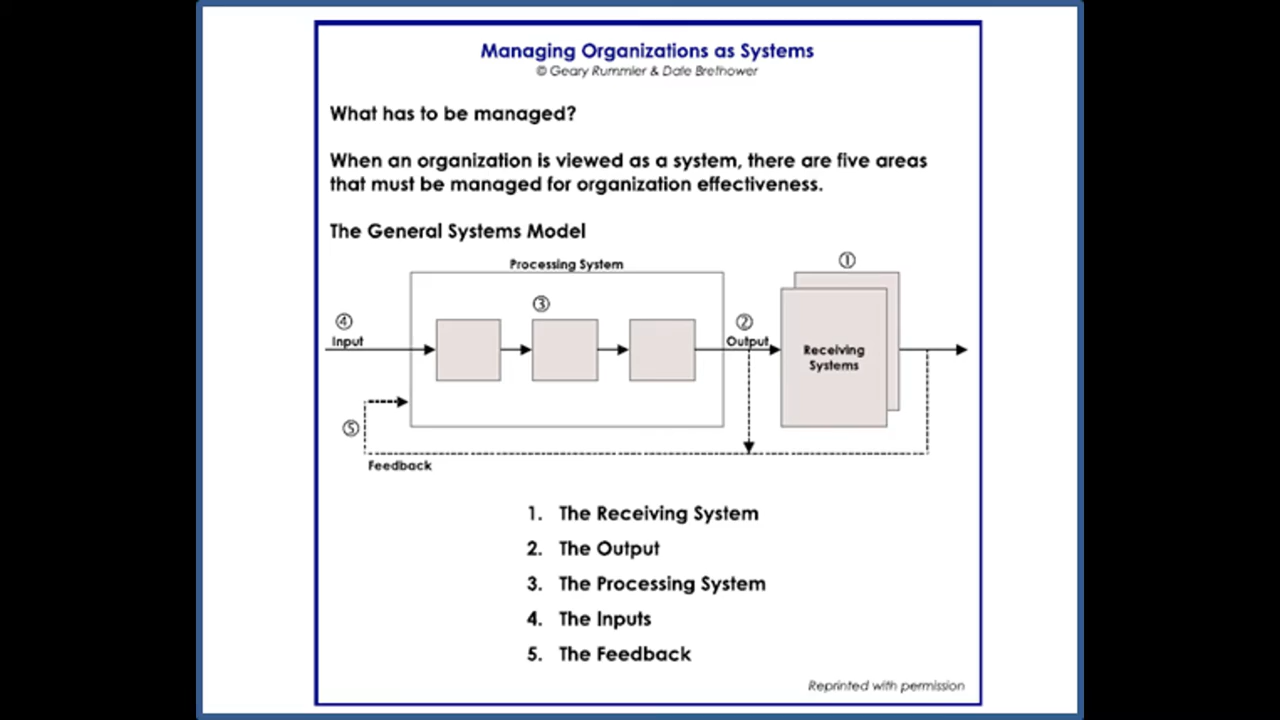 Managing Organizations as Systems
© Geary Rummler & Dale Brethower
What has to be managed?
When an organization is viewed as a system, there are five areas
that must be managed for organization effectiveness.
The General Systems Model
Processing System
①
③
④
②
Input
Output
Receiving
Systems
⑤
Feedback
1. The Receiving System
2. The Output
3. The Processing System
4. The Inputs
5. The Feedback
Reprinted with permission